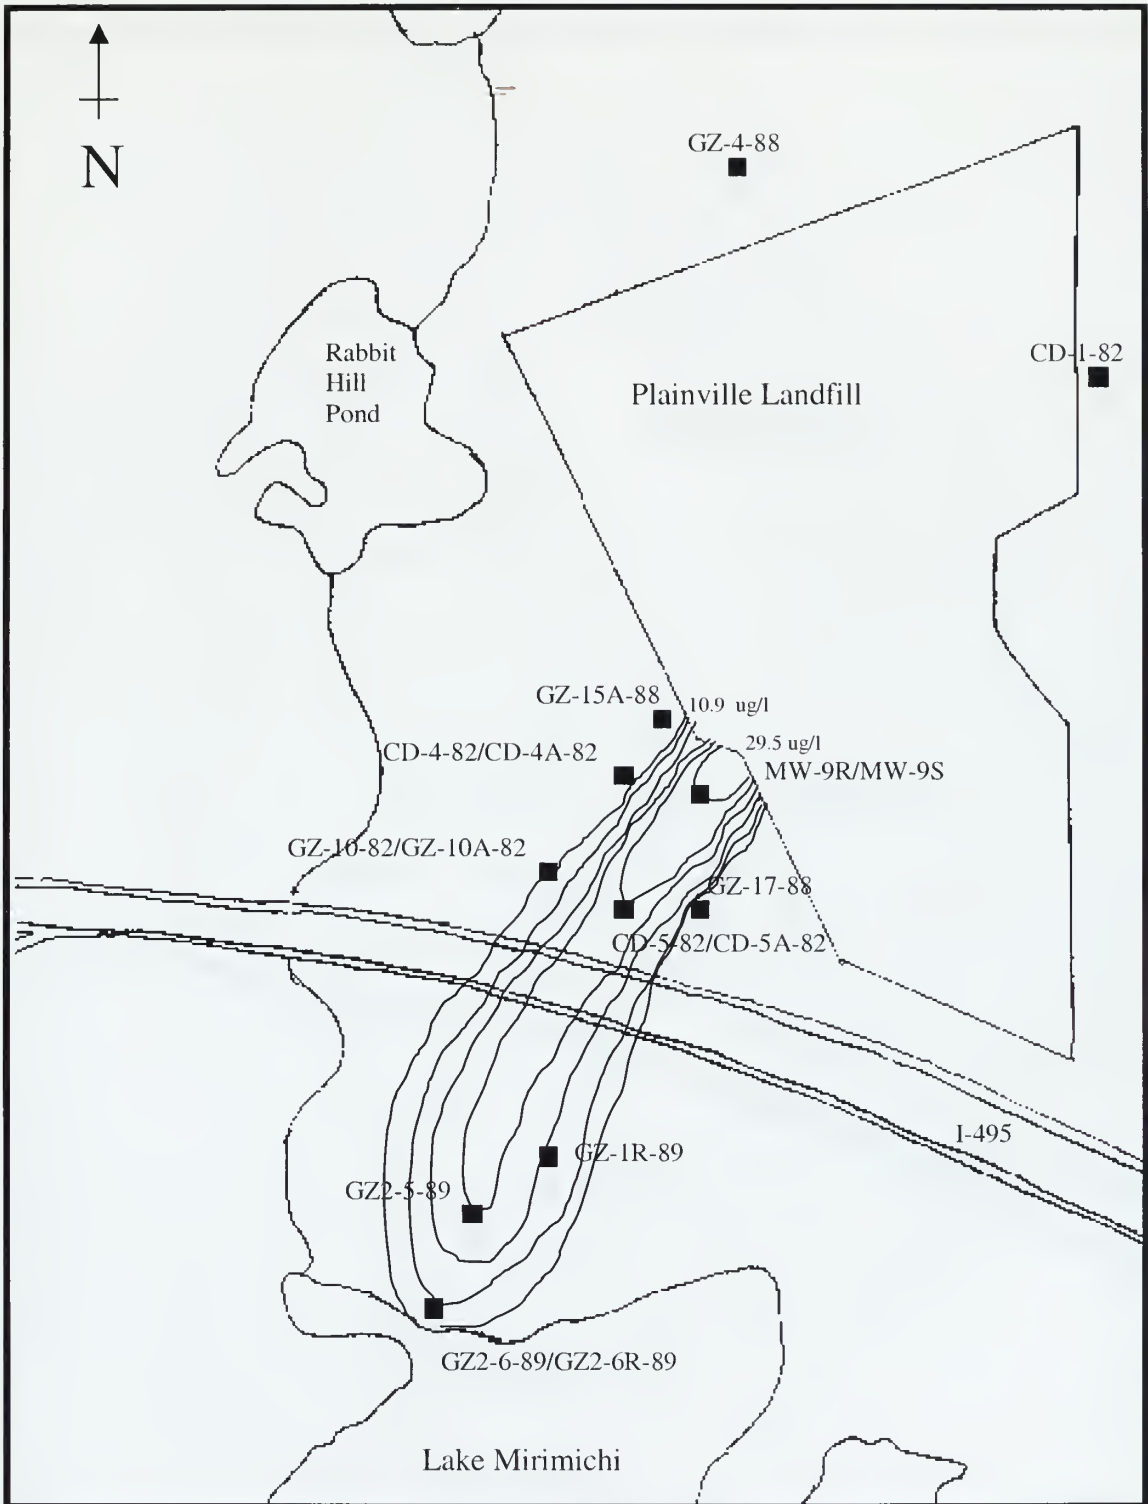 N
GZ-4-88
CD-1-82
Rabbit
Hill
Pond
Plainville Landfill
GZ-15A-88
10.9 ug/l
29.5 ug/l
CD-4-82/CD-4A-82
MW-9R/MW-9S
GZ-10-82/GZ-10A-82
GZ-17-88
CD-5-82/CD-5A-82
I-495
GZ-1R-89
GZ2-5-89
GZ2-6-89/GZ2-6R-89
Lake Mirimichi